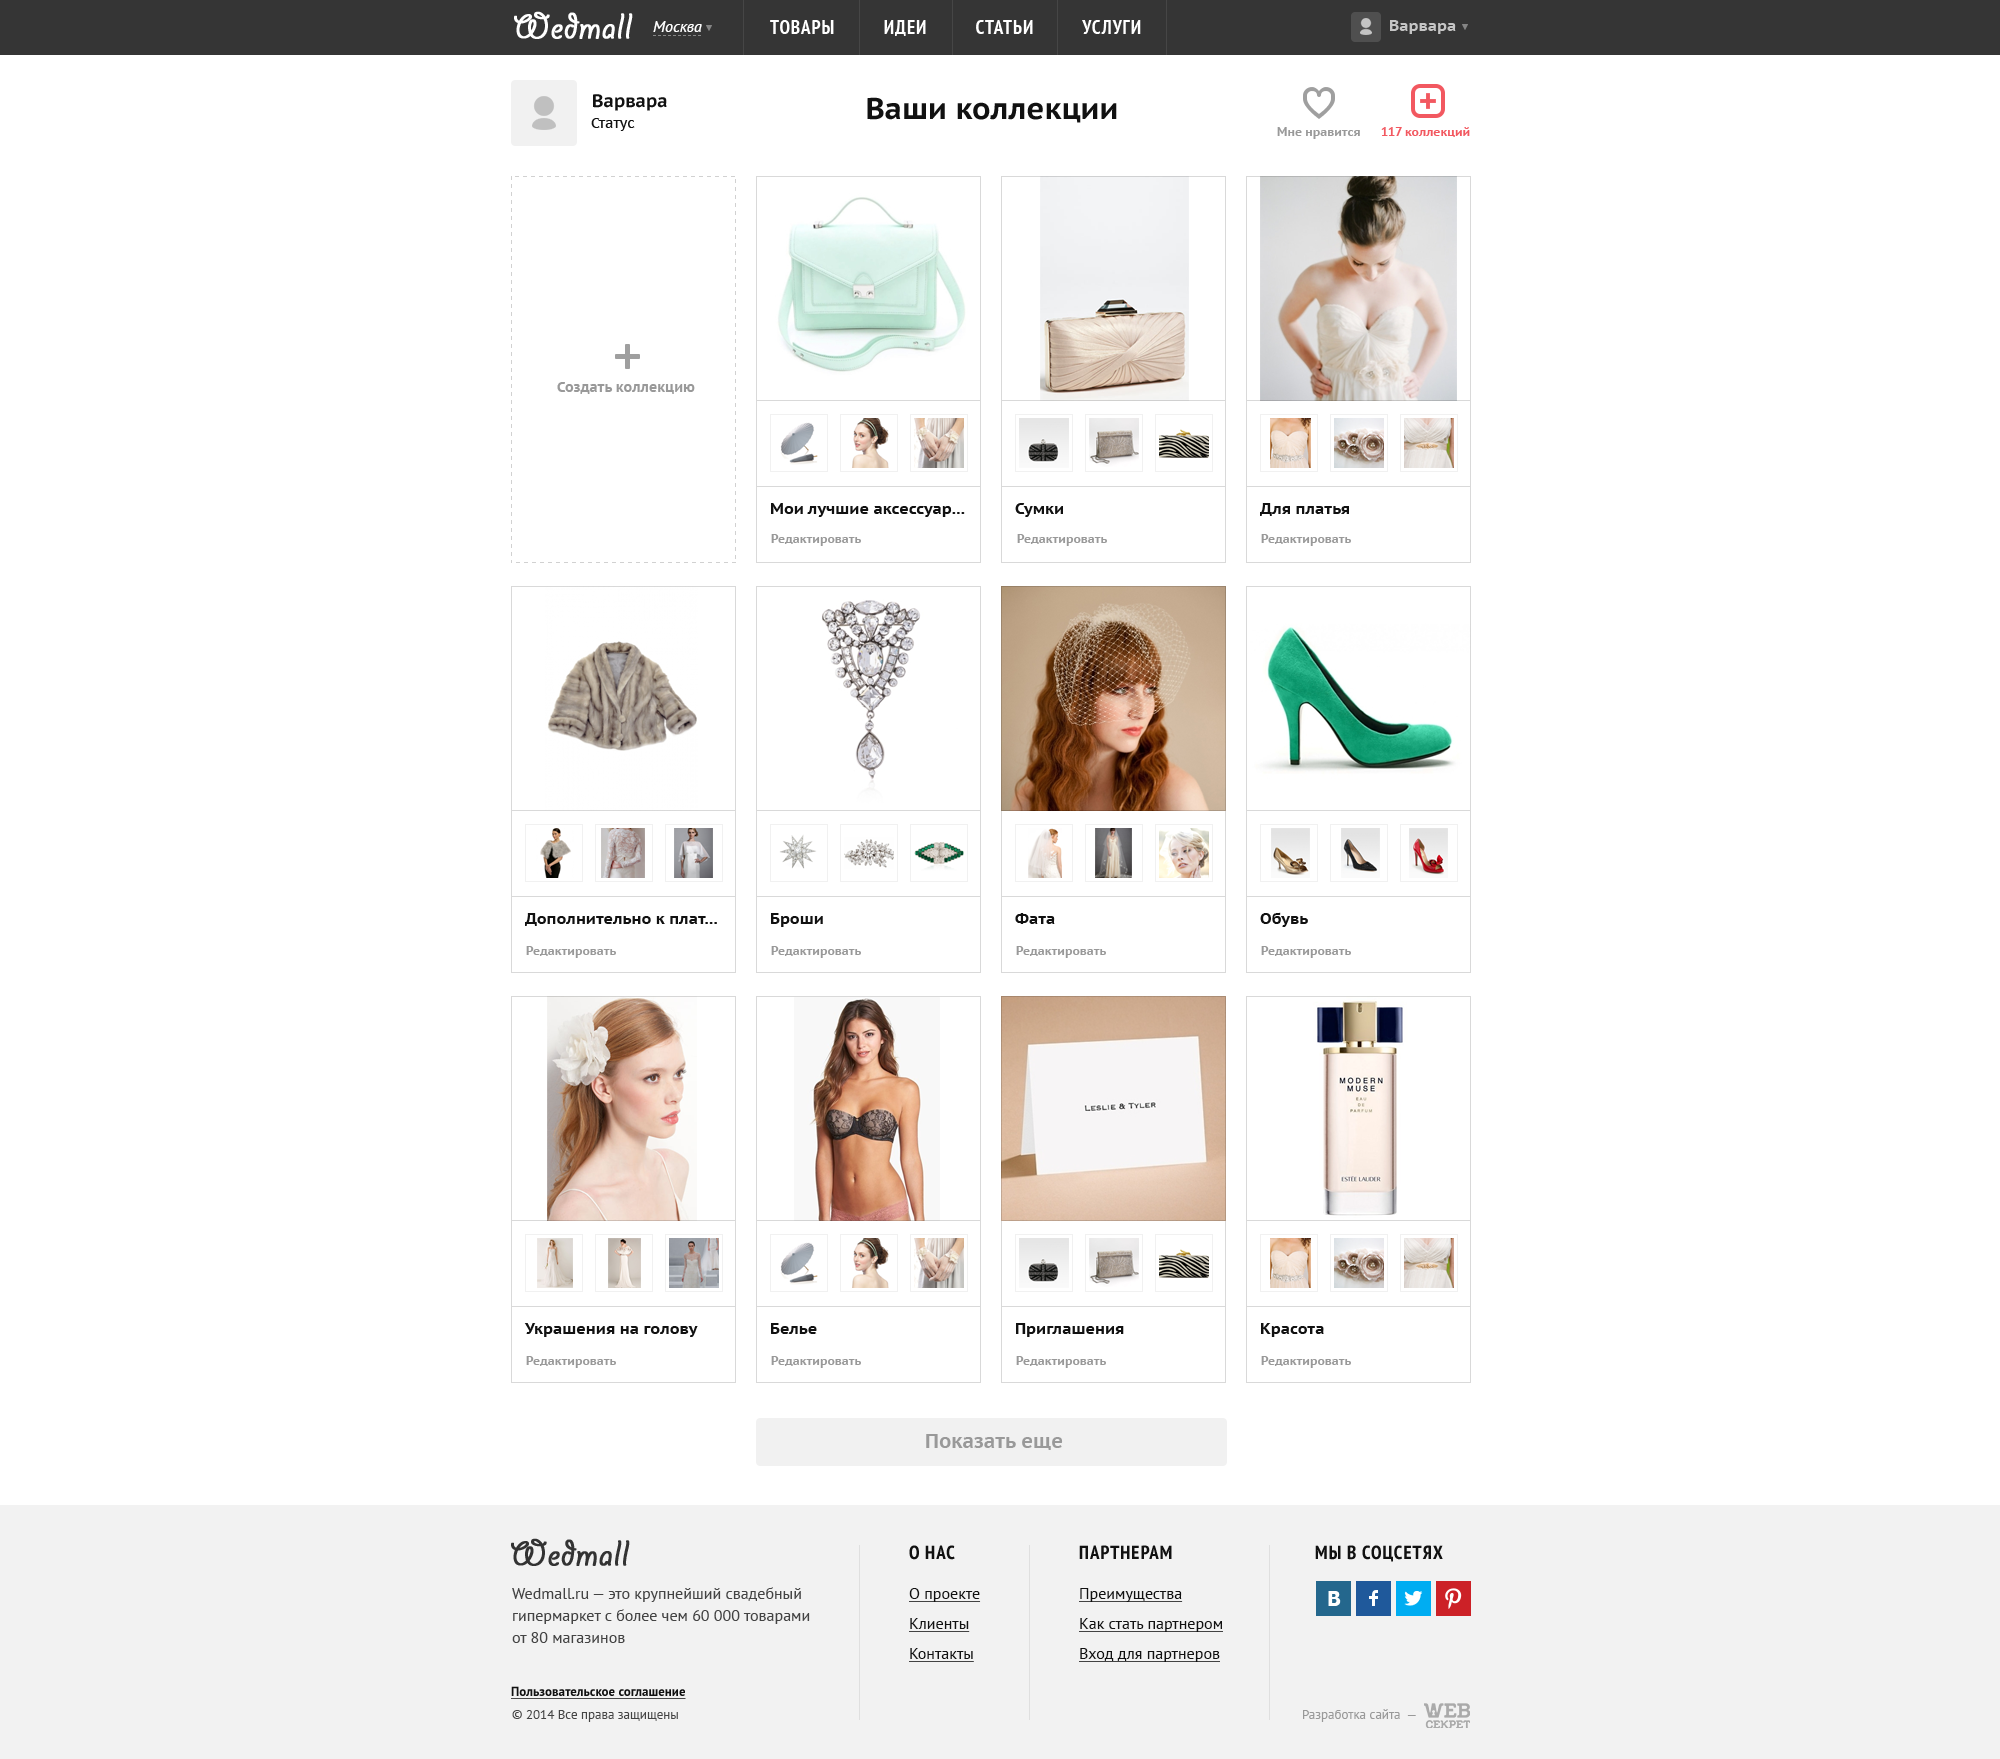 Wedmall
Москва
ТОВАРЫ
ИДЕИ
СТАТЬИ
УСЛУГИ
Варвара
Варвара
Статус
Ваши коллекции
Мне нравится
117 коллекций
Создать коллекцию
Мои лучшие аксессуар...
Редактировать
Сумки
Редактировать
Для платья
Редактировать
Дополнительно к плат...
Редактировать
Броши
Редактировать
Фата
Редактировать
Обувь
Редактировать
LESLIE & TYLER
MODERN
MUSE
EAU
DE
PARFUM
ESTĒE LAUDER
Украшения на голову
Редактировать
Белье
Редактировать
Приглашения
Редактировать
Красота
Редактировать
Показать еще
Wedmall
Wedmall.ru — это крупнейший свадебный
гипермаркет с более чем 60 000 товарами
от 80 магазинов
Пользовательское соглашение
© 2014 Все права защищены
О НАС
О проекте
Клиенты
Контакты
ПАРТНЕРАМ
Преимущества
Как стать партнером
Вход для партнеров
МЫ В СОЦСЕТЯХ
Разработка сайта —
WEB
СЕКРЕТ